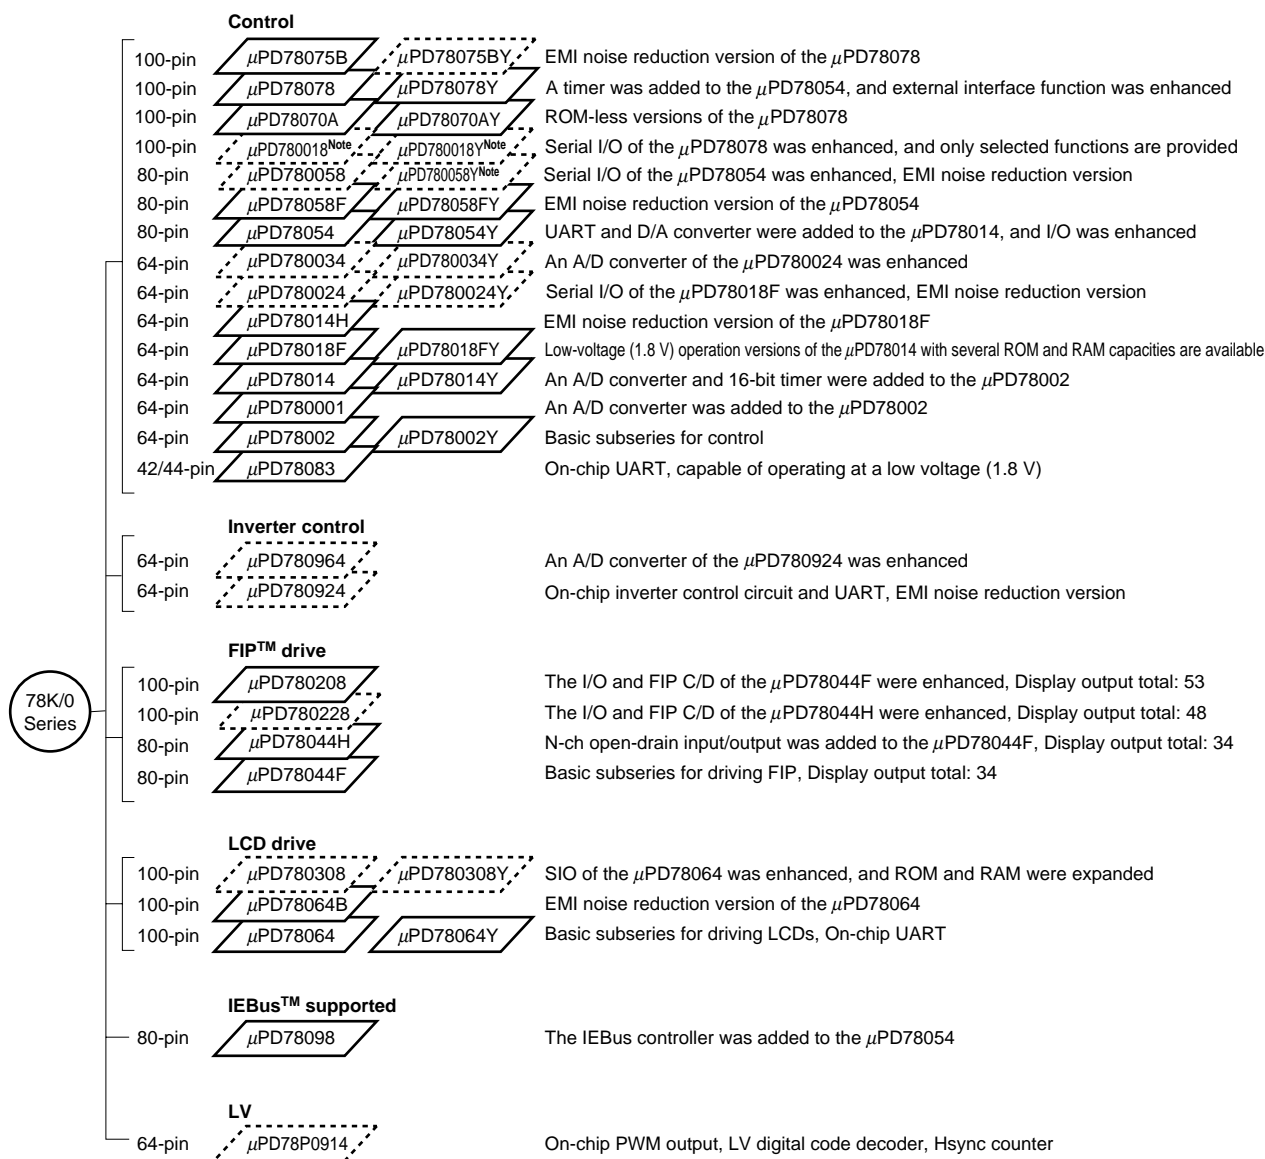 Control
100-pin μPD78075B μPD78075BY EMI noise reduction version of the μPD78078
100-pin μPD78078 μPD78078Y A timer was added to the μPD78054, and external interface function was enhanced
100-pin μPD78070A μPD78070AY ROM-less versions of the μPD78078
100-pin μPD780018Note μPD780018YNote Serial I/O of the μPD78078 was enhanced, and only selected functions are provided
80-pin μPD780058 μPD780058YNote Serial I/O of the μPD78054 was enhanced, EMI noise reduction version
80-pin μPD78058F μPD78058FY EMI noise reduction version of the μPD78054
80-pin μPD78054 μPD78054Y UART and D/A converter were added to the μPD78014, and I/O was enhanced
64-pin μPD780034 μPD780034Y An A/D converter of the μPD780024 was enhanced
64-pin μPD780024 μPD780024Y Serial I/O of the μPD78018F was enhanced, EMI noise reduction version
64-pin μPD78014H EMI noise reduction version of the μPD78018F
64-pin μPD78018F μPD78018FY Low-voltage (1.8 V) operation versions of the μPD78014 with several ROM and RAM capacities are available
64-pin μPD78014 μPD78014Y An A/D converter and 16-bit timer were added to the μPD78002
64-pin μPD780001 An A/D converter was added to the μPD78002
64-pin μPD78002 μPD78002Y Basic subseries for control
42/44-pin μPD78083 On-chip UART, capable of operating at a low voltage (1.8 V)
Inverter control
64-pin μPD780964 An A/D converter of the μPD780924 was enhanced
64-pin μPD780924 On-chip inverter control circuit and UART, EMI noise reduction version
FIPTM drive
78K/0
Series
100-pin μPD780208 The I/O and FIP C/D of the μPD78044F were enhanced, Display output total: 53
100-pin μPD780228 The I/O and FIP C/D of the μPD78044H were enhanced, Display output total: 48
80-pin μPD78044H N-ch open-drain input/output was added to the μPD78044F, Display output total: 34
80-pin μPD78044F Basic subseries for driving FIP, Display output total: 34
LCD drive
100-pin μPD780308 μPD780308Y SIO of the μPD78064 was enhanced, and ROM and RAM were expanded
100-pin μPD78064B EMI noise reduction version of the μPD78064
100-pin μPD78064 μPD78064Y Basic subseries for driving LCDs, On-chip UART
IEBusTM supported
80-pin μPD78098 The IEBus controller was added to the μPD78054
LV
64-pin μPD78P0914 On-chip PWM output, LV digital code decoder, Hsync counter